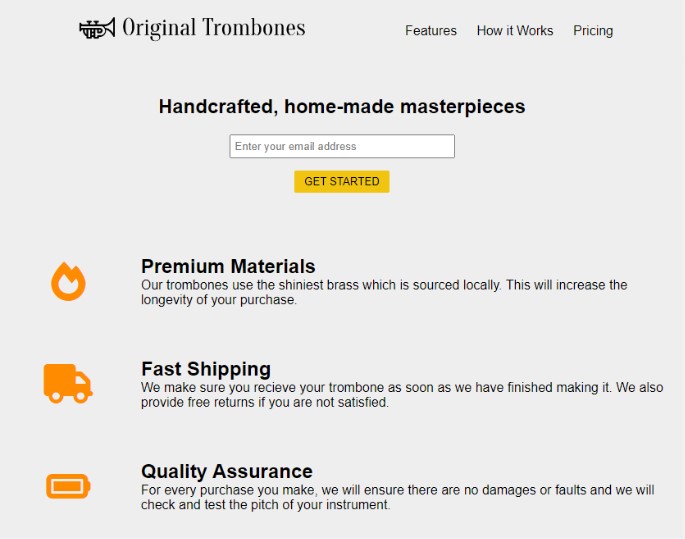 Original Trombones
Features How it Works Pricing
Handcrafted, home-made masterpieces
Enter your email address
GET STARTED
Premium Materials
Our trombones use the shiniest brass which is sourced locally. This will increase the
longevity of your purchase.
Fast Shipping
We make sure you recieve your trombone as soon as we have finished making it. We also
provide free returns if you are not satisfied.
Quality Assurance
For every purchase you make, we will ensure there are no damages or faults and we will
check and test the pitch of your instrument.